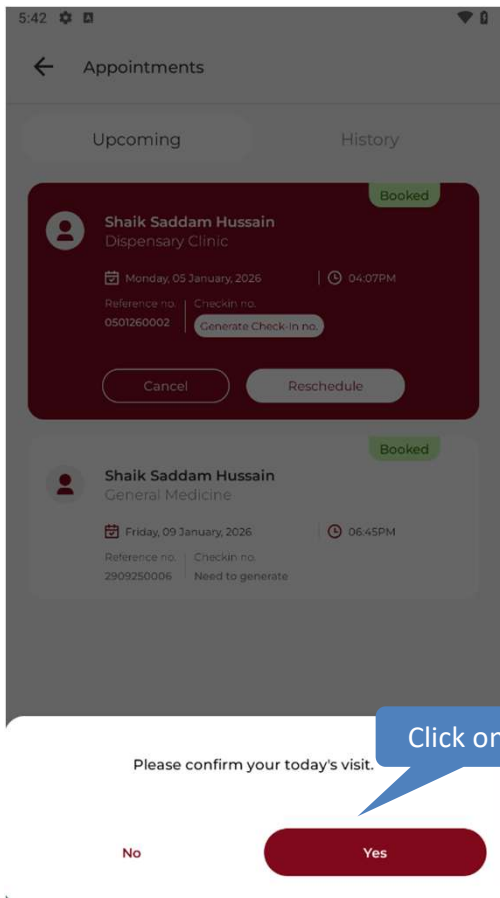 5:42
Appointments
Upcoming History
Booked
Shaik Saddam Hussain
Dispensary Clinic
Monday, 05 January, 2026 04:07PM
Reference no. Checkin no.
0501260002 Generate Check-In no.
Cancel Reschedule
Booked
Shaik Saddam Hussain
General Medicine
Friday, 09 January, 2026 06:45PM
Reference no. Checkin no.
2909250006 Need to generate
Click on
Please confirm your today's visit.
No Yes